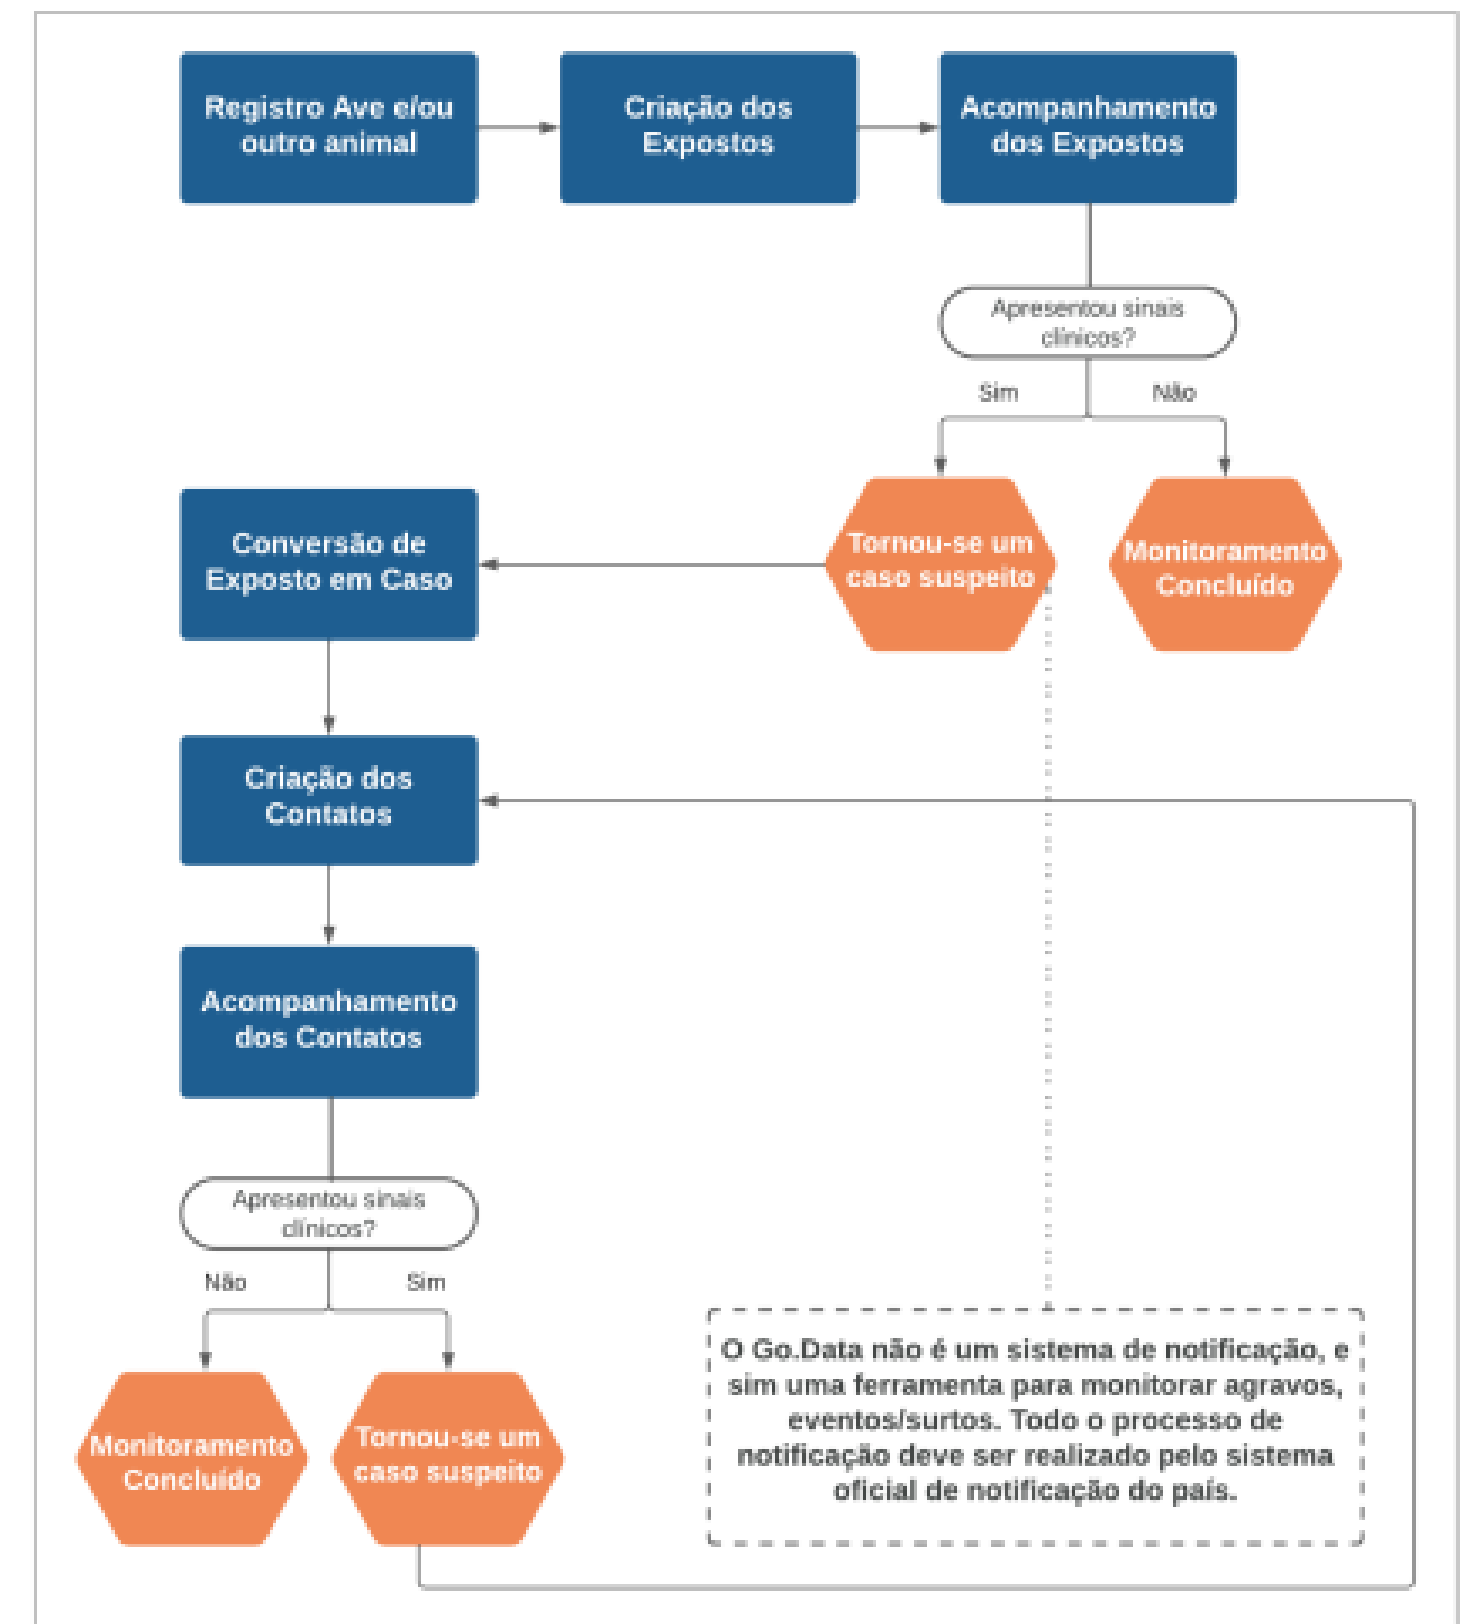 Registro Ave e/ou
outro animal
Criação dos
Expostos
Acompanhamento
dos Expostos
Apresentou sinais
clínicos?
Sim
Não
Tornou-se um
caso suspeito
Monitoramento
Concluído
Conversão de
Exposto em Caso
Criação dos
Contatos
Acompanhamento
dos Contatos
Apresentou sinais
clínicos?
Não
Sim
Monitoramento
Concluído
Tornou-se um
caso suspeito
O Go.Data não é um sistema de notificação, e
sim uma ferramenta para monitorar agravos,
eventos/surtos. Todo o processo de
notificação deve ser realizado pelo sistema
oficial de notificação do país.